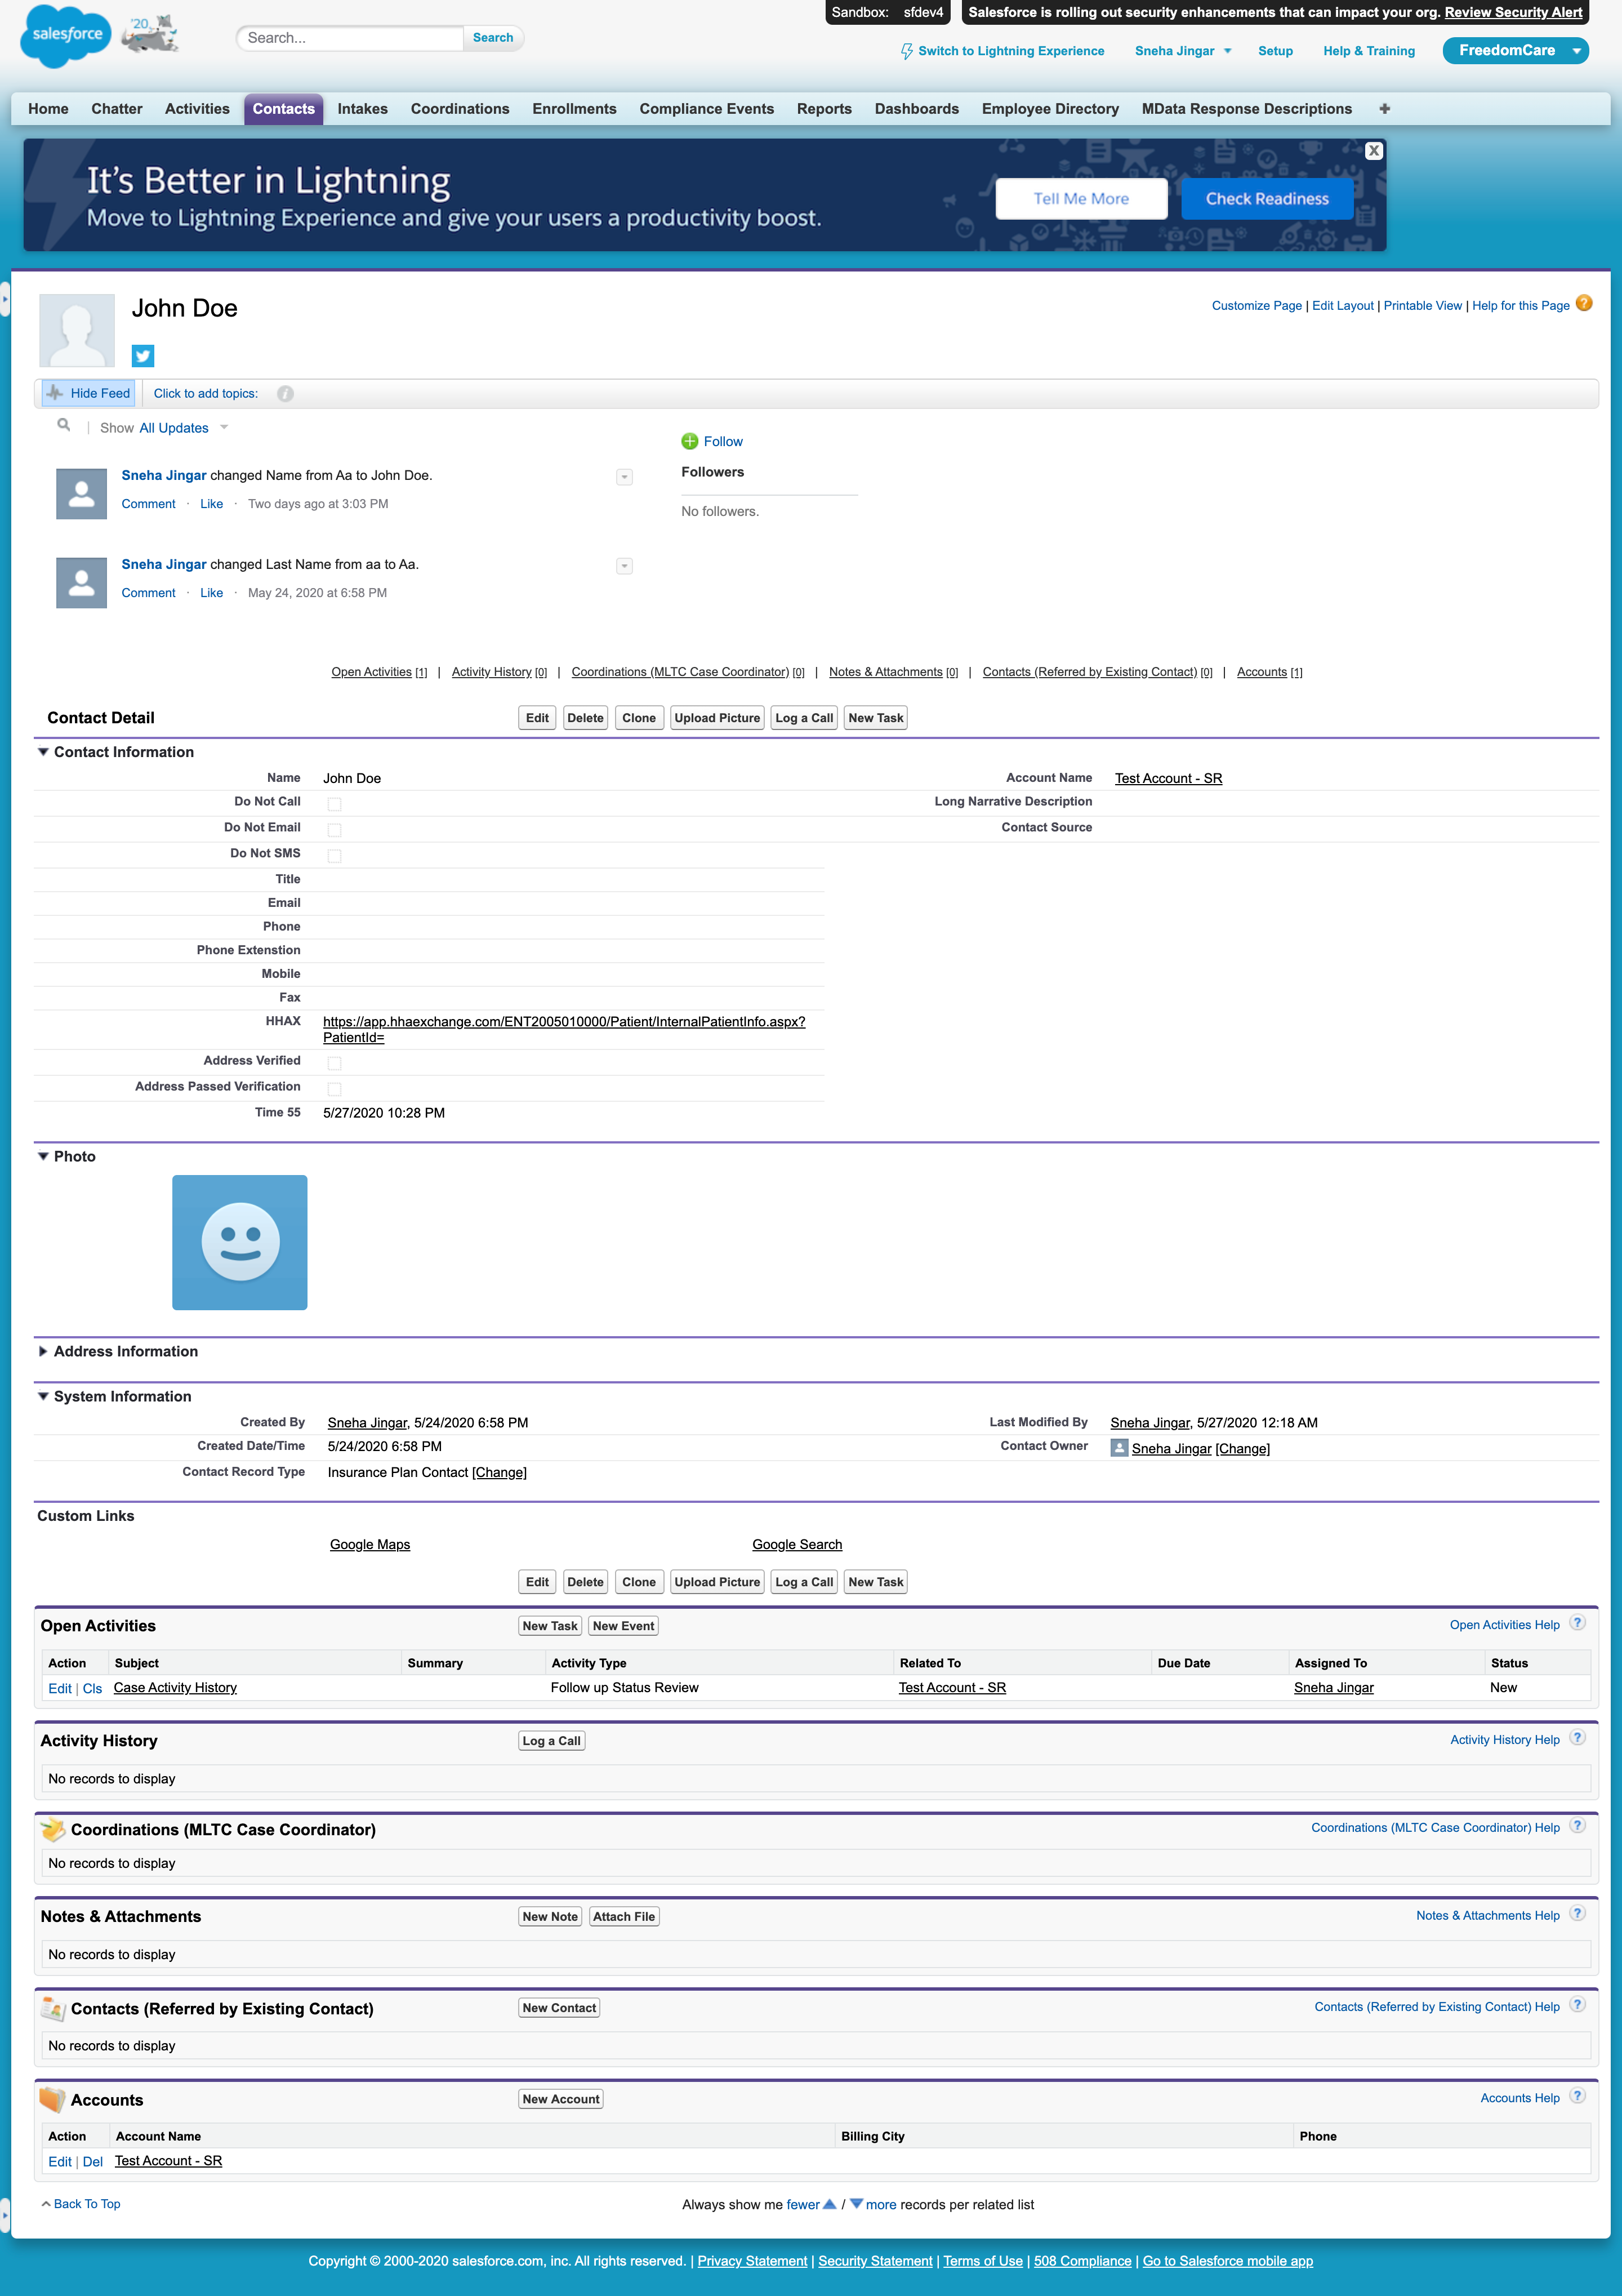 Sandbox: sfdev4
Salesforce is rolling out security enhancements that can impact your org. Review Security Alert
salesforce
'20
Search...
Search
Switch to Lightning Experience
Sneha Jingar
Setup
Help & Training
FreedomCare
Home Chatter Activities Contacts Intakes Coordinations Enrollments Compliance Events Reports Dashboards Employee Directory MData Response Descriptions +
It's Better in Lightning
Move to Lightning Experience and give your users a productivity boost.
Tell Me More
Check Readiness
X
John Doe
Customize Page | Edit Layout | Printable View | Help for this Page ?
Hide Feed
Click to add topics: i
Show All Updates
Follow
Followers
No followers.
Sneha Jingar changed Name from Aa to John Doe.
Comment · Like · Two days ago at 3:03 PM
Sneha Jingar changed Last Name from aa to Aa.
Comment · Like · May 24, 2020 at 6:58 PM
Open Activities [1] | Activity History [0] | Coordinations (MLTC Case Coordinator) [0] | Notes & Attachments [0] | Contacts (Referred by Existing Contact) [0] | Accounts [1]
Contact Detail
Edit Delete Clone Upload Picture Log a Call New Task
Contact Information
Name John Doe Account Name Test Account - SR
Do Not Call Long Narrative Description
Do Not Email Contact Source
Do Not SMS
Title
Email
Phone
Phone Extenstion
Mobile
Fax
HHAX https://app.hhaexchange.com/ENT2005010000/Patient/InternalPatientInfo.aspx?
PatientId=
Address Verified
Address Passed Verification
Time 55 5/27/2020 10:28 PM
Photo
Address Information
System Information
Created By Sneha Jingar, 5/24/2020 6:58 PM Last Modified By Sneha Jingar, 5/27/2020 12:18 AM
Created Date/Time 5/24/2020 6:58 PM Contact Owner Sneha Jingar [Change]
Contact Record Type Insurance Plan Contact [Change]
Custom Links
Google Maps Google Search
Edit Delete Clone Upload Picture Log a Call New Task
Open Activities New Task New Event Open Activities Help ?
Action Subject Summary Activity Type Related To Due Date Assigned To Status
Edit | Cls Case Activity History Follow up Status Review Test Account - SR Sneha Jingar New
Activity History Log a Call Activity History Help ?
No records to display
Coordinations (MLTC Case Coordinator) Coordinations (MLTC Case Coordinator) Help ?
No records to display
Notes & Attachments New Note Attach File Notes & Attachments Help ?
No records to display
Contacts (Referred by Existing Contact) New Contact Contacts (Referred by Existing Contact) Help ?
No records to display
Accounts New Account Accounts Help ?
Action Account Name Billing City Phone
Edit | Del Test Account - SR
Back To Top Always show me fewer / more records per related list
Copyright © 2000-2020 salesforce.com, inc. All rights reserved. | Privacy Statement | Security Statement | Terms of Use | 508 Compliance | Go to Salesforce mobile app